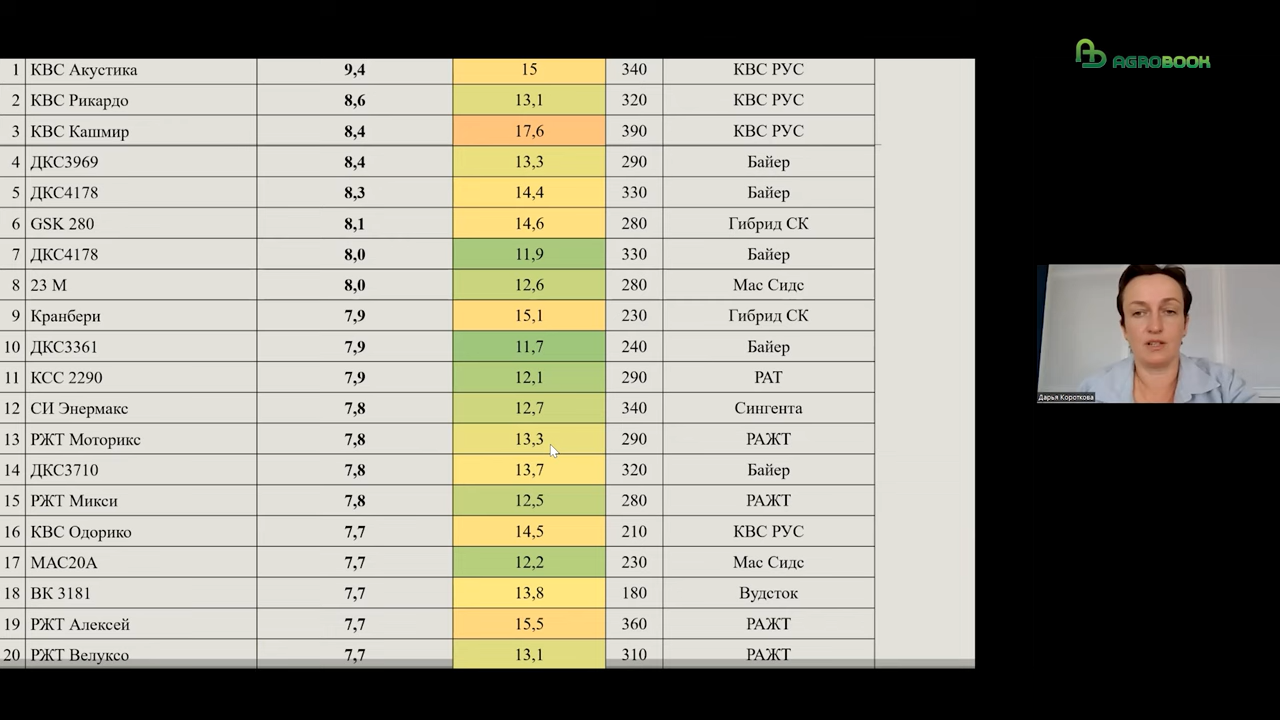 AGROBOOK
1 КВС Акустика 9,4 15 340 КВС РУС
2 КВС Рикардо 8,6 13,1 320 КВС РУС
3 КВС Кашмир 8,4 17,6 390 КВС РУС
4 ДКС3969 8,4 13,3 290 Байер
5 ДКС4178 8,3 14,4 330 Байер
6 GSK 280 8,1 14,6 280 Гибрид СК
7 ДКС4178 8,0 11,9 330 Байер
8 23 М 8,0 12,6 280 Мас Сидс
9 Кранбери 7,9 15,1 230 Гибрид СК
10 ДКС3361 7,9 11,7 240 Байер
11 КСС 2290 7,9 12,1 290 РАТ
12 СИ Энермакс 7,8 12,7 340 Сингента
13 РЖТ Моторикс 7,8 13,3 290 РАЖТ
14 ДКС3710 7,8 13,7 320 Байер
15 РЖТ Микси 7,8 12,5 280 РАЖТ
16 КВС Одорико 7,7 14,5 210 КВС РУС
17 МАС20А 7,7 12,2 230 Мас Сидс
18 ВК 3181 7,7 13,8 180 Вудсток
19 РЖТ Алексей 7,7 15,5 360 РАЖТ
20 РЖТ Велуксо 7,7 13,1 310 РАЖТ
Дарья Короткова